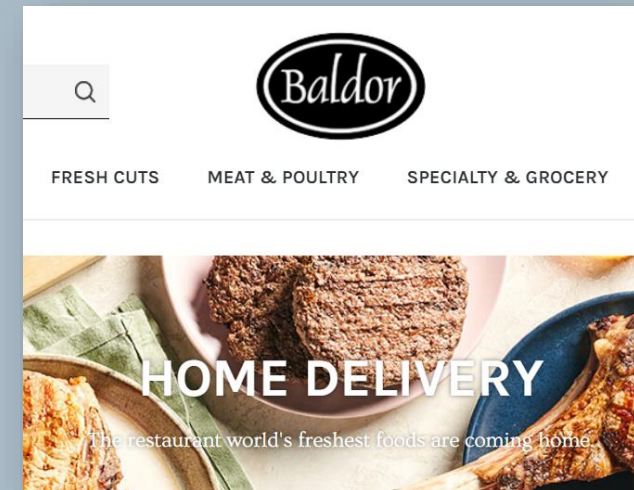 Baldor
FRESH CUTS MEAT & POULTRY SPECIALTY & GROCERY
HOME DELIVERY
The restaurant world's freshest foods are coming home.